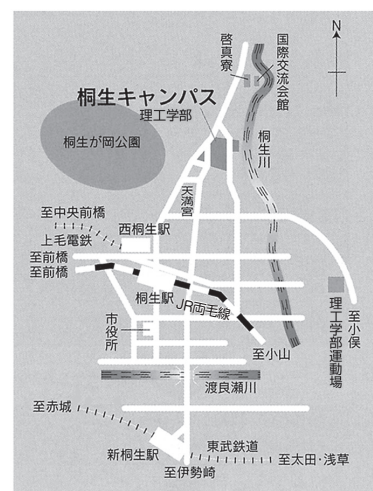 N
啓真寮
国際交流会館
桐生キャンパス
理工学部
桐生が岡公園
桐生川
天満宮
至中央前橋
西桐生駅
上毛電鉄
至前橋
至前橋
桐生駅
JR両毛線
市役所
理工学部運動場
至小俣
至小山
渡良瀬川
至赤城
新桐生駅
東武鉄道
至太田・浅草
至伊勢崎